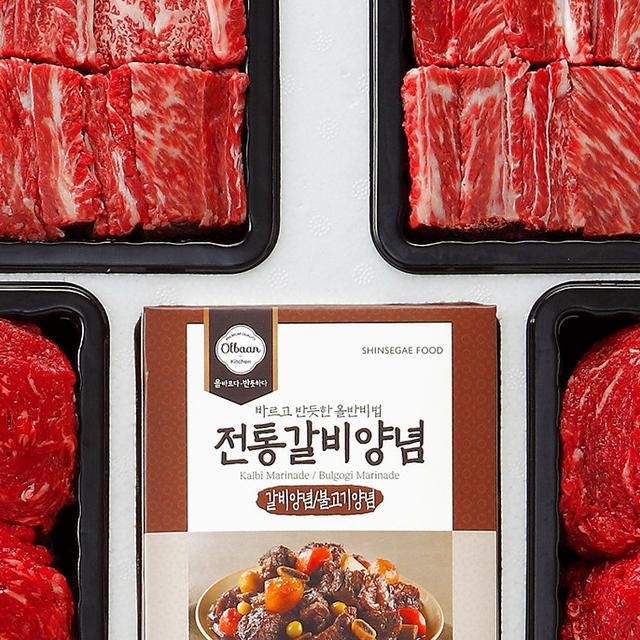 PREMIUM QUALITY
Olbaan
Kitchen
올바르다·반듯하다
SHINSEGAE FOOD
바르고 반듯한 올반비법
전통갈비양념
Kalbi Marinade / Bulgogi Marinade
갈비양념/불고기양념